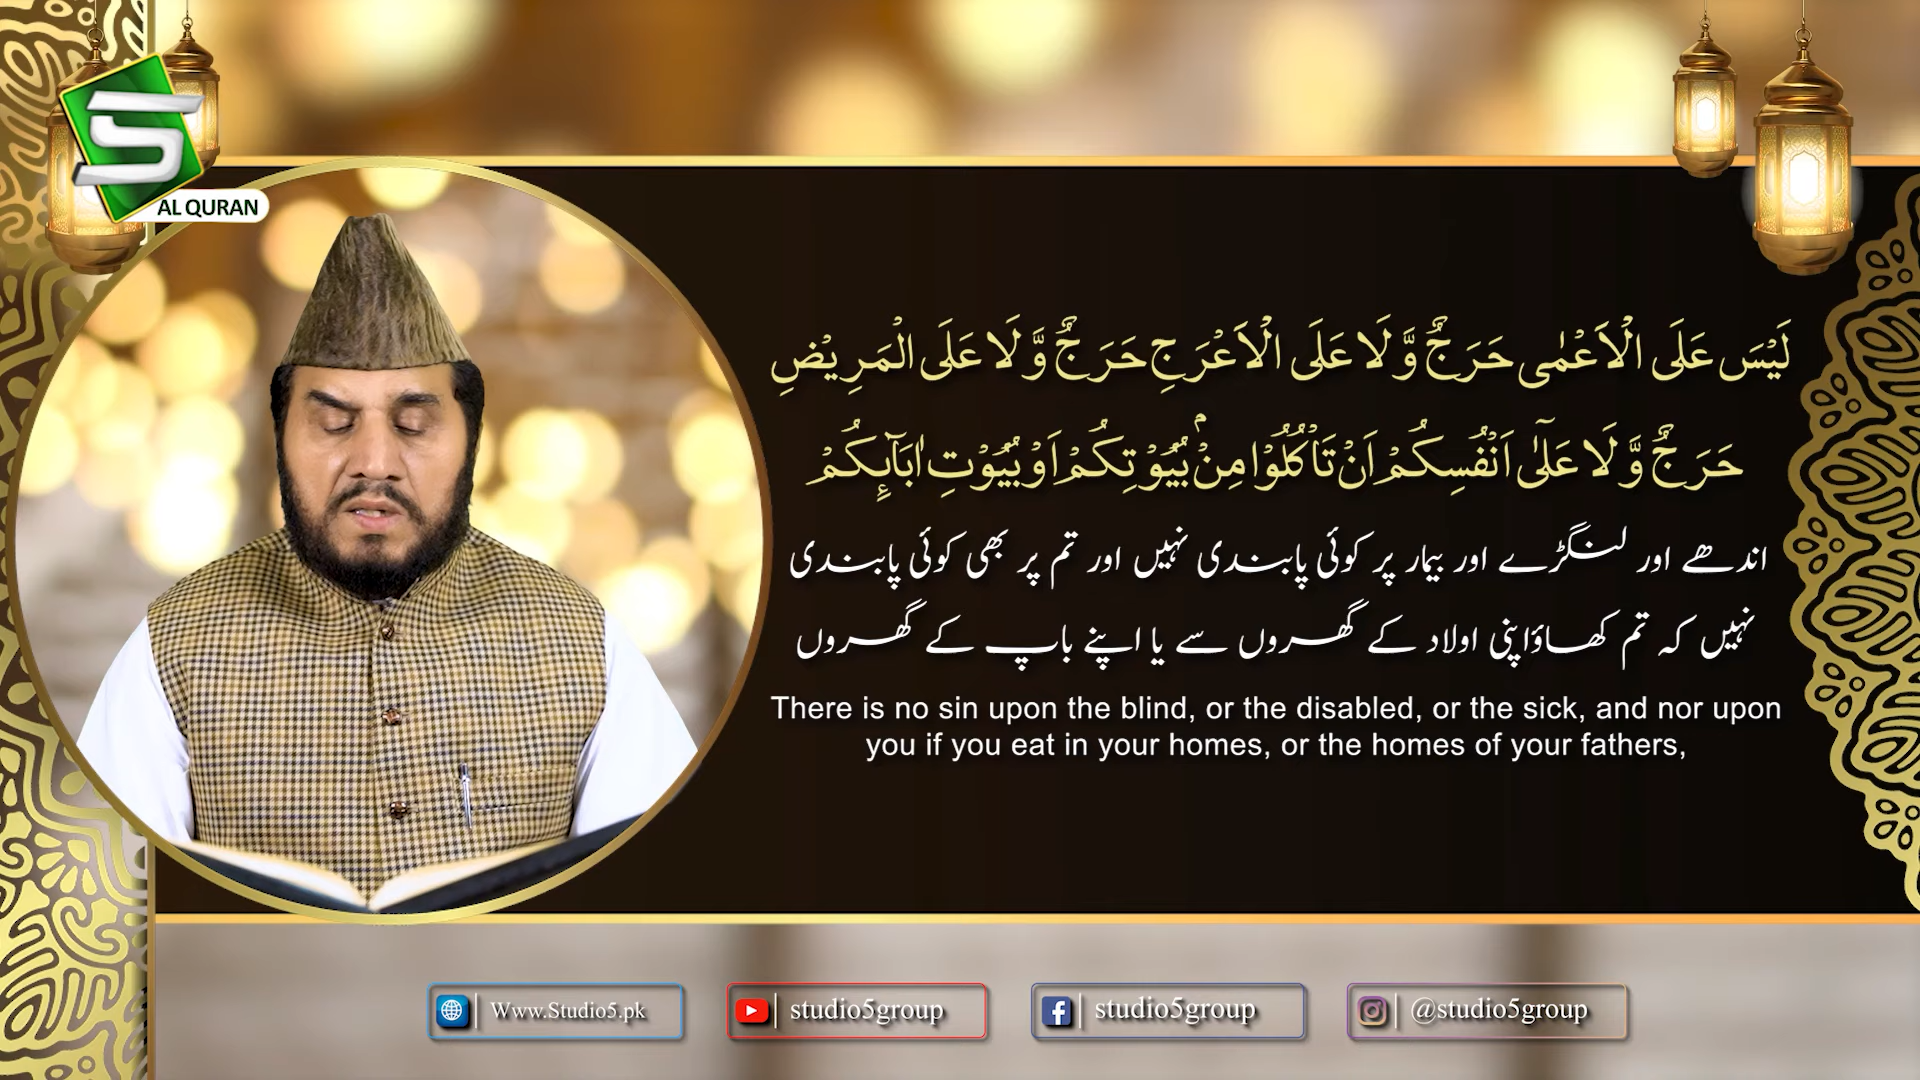 5
AL QURAN
لَيْسَ عَلَى الْاَعْمٰى حَرَجٌ وَّ لَا عَلَى الْاَعْرَجِ حَرَجٌ وَّ لَا عَلَى الْمَرِيْضِ
حَرَجٌ وَّ لَا عَلٰۤى اَنْفُسِكُمْ اَنْ تَاْكُلُوْا مِنْۢ بُيُوْتِكُمْ اَوْ بُيُوْتِ اٰبَآىِٕكُمْ
اندھے اور لنگڑے اور بیمار پر کوئی پابندی نہیں اور تم پر بھی کوئی پابندی
نہیں کہ تم کھاؤ اپنی اولاد کے گھروں سے یا اپنے باپ کے گھروں
There is no sin upon the blind, or the disabled, or the sick, and nor upon
you if you eat in your homes, or the homes of your fathers,
Www.Studio5.pk
studio5group
studio5group
@studio5group